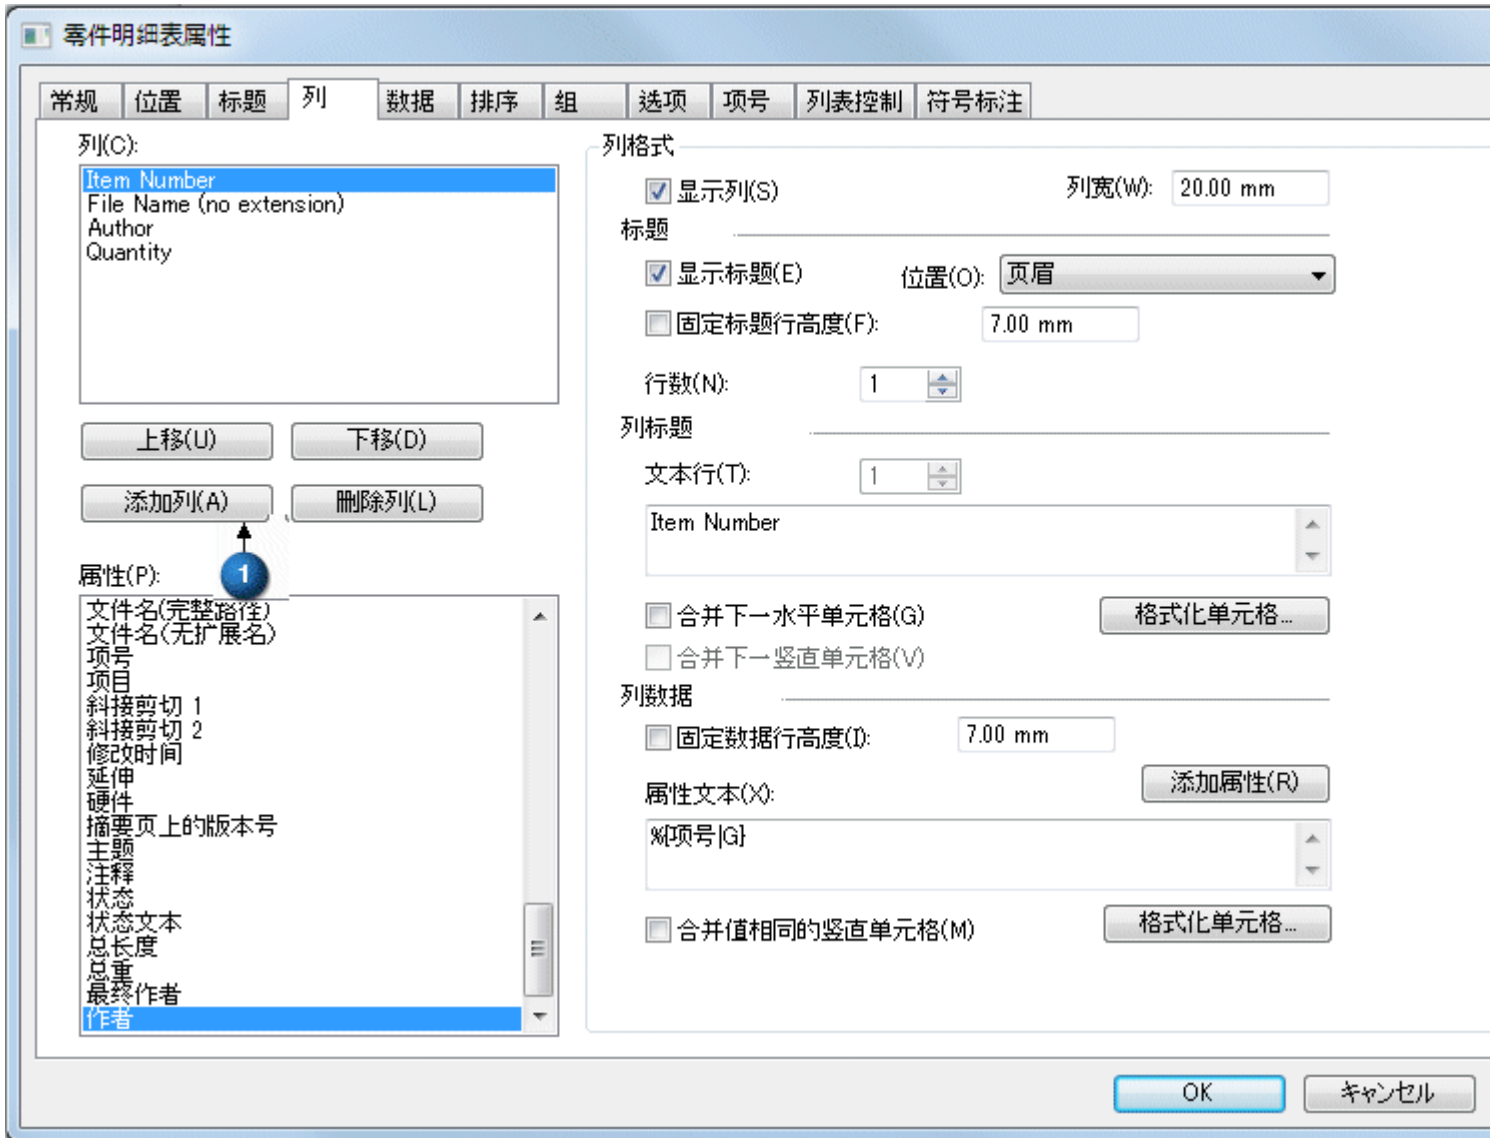 零件明细表属性
常规 位置 标题 列 数据 排序 组 选项 项号 列表控制 符号标注
列(C):
Item Number
File Name (no extension)
Author
Quantity
上移(U) 下移(D)
添加列(A) 删除列(L)
1
属性(P):
文件名(完整路径)
文件名(无扩展名)
项号
项目
斜接剪切 1
斜接剪切 2
修改时间
延伸
硬件
摘要页上的版本号
主题
注释
状态
状态文本
总长度
总重
最终作者
作者
列格式
显示列(S) 列宽(W): 20.00 mm
标题
显示标题(E) 位置(O): 页眉
固定标题行高度(F): 7.00 mm
行数(N): 1
列标题
文本行(T): 1
Item Number
合并下一水平单元格(G) 格式化单元格...
合并下一竖直单元格(V)
列数据
固定数据行高度(I): 7.00 mm
属性文本(X): 添加属性(R)
%{项号|G}
合并值相同的竖直单元格(M) 格式化单元格...
OK キャンセル